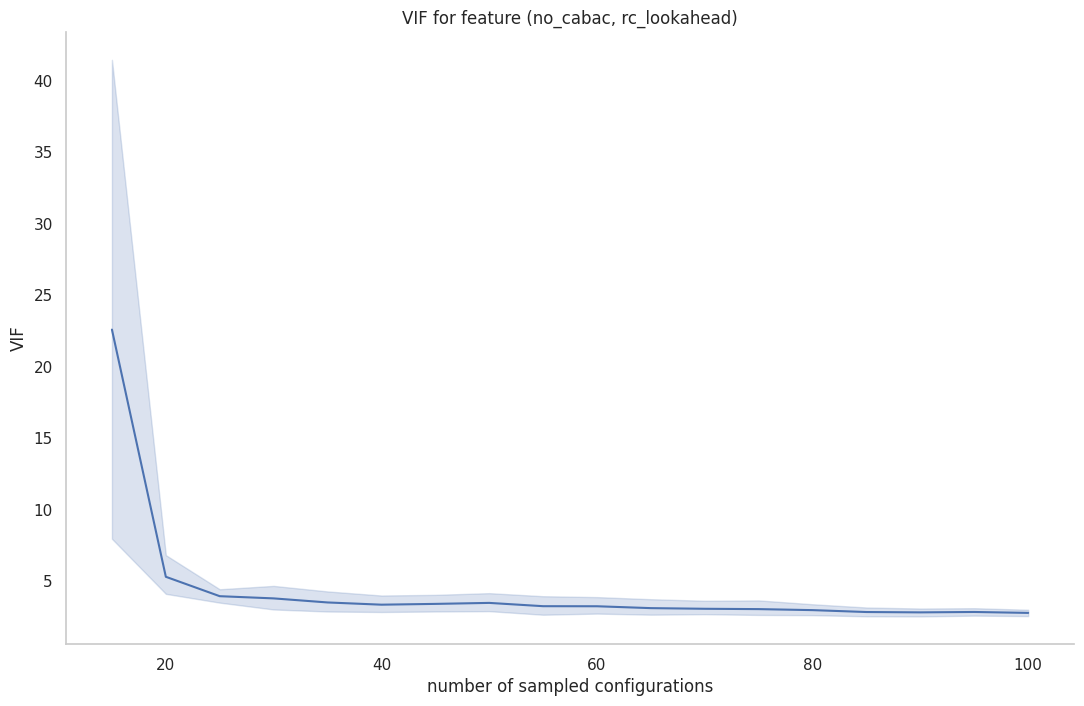 VIF for feature (no_cabac, rc_lookahead)
40
35
30
25
20
15
10
5
VIF
20 40 60 80 100
number of sampled configurations